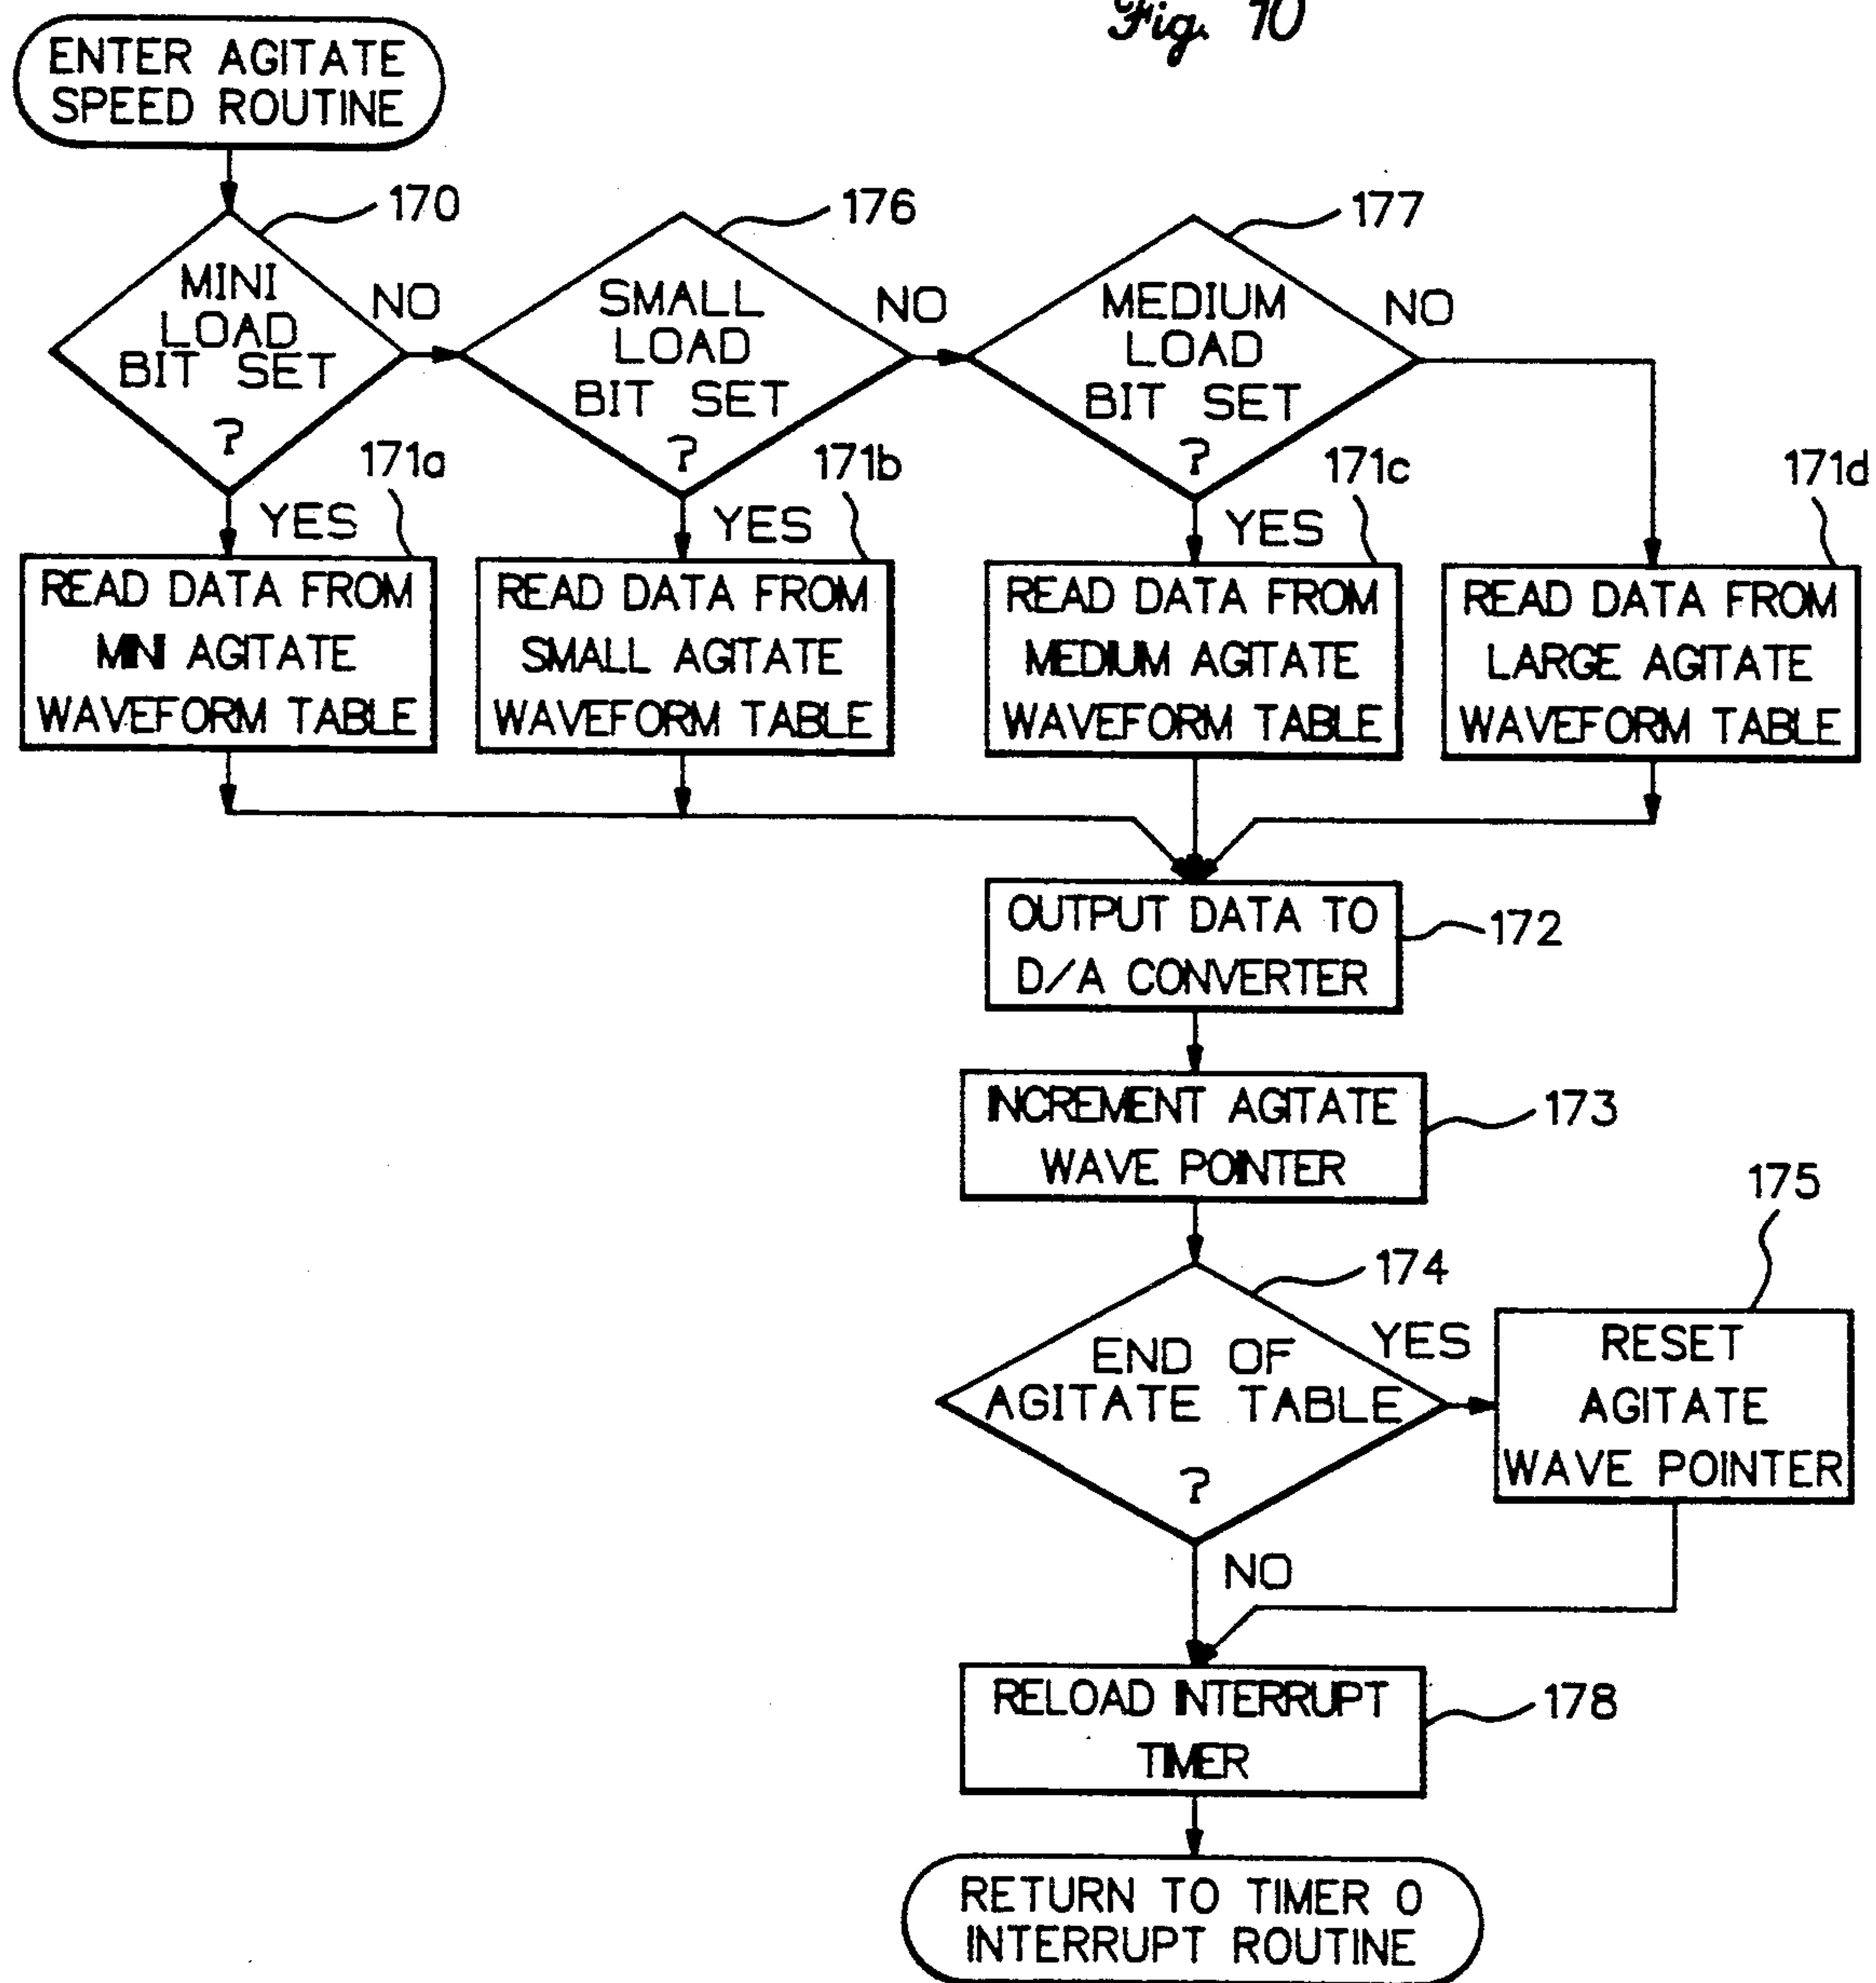 Fig. 10
ENTER AGITATE
SPEED ROUTINE
170
176
177
MINI
LOAD
BIT SET
?
NO
SMALL
LOAD
BIT SET
?
NO
MEDIUM
LOAD
BIT SET
?
NO
171a
YES
171b
YES
171c
YES
171d
READ DATA FROM
MINI AGITATE
WAVEFORM TABLE
READ DATA FROM
SMALL AGITATE
WAVEFORM TABLE
READ DATA FROM
MEDIUM AGITATE
WAVEFORM TABLE
READ DATA FROM
LARGE AGITATE
WAVEFORM TABLE
OUTPUT DATA TO
D/A CONVERTER
172
INCREMENT AGITATE
WAVE POINTER
173
174
175
END OF
AGITATE TABLE
?
YES
RESET
AGITATE
WAVE POINTER
NO
RELOAD INTERRUPT
TIMER
178
RETURN TO TIMER 0
INTERRUPT ROUTINE